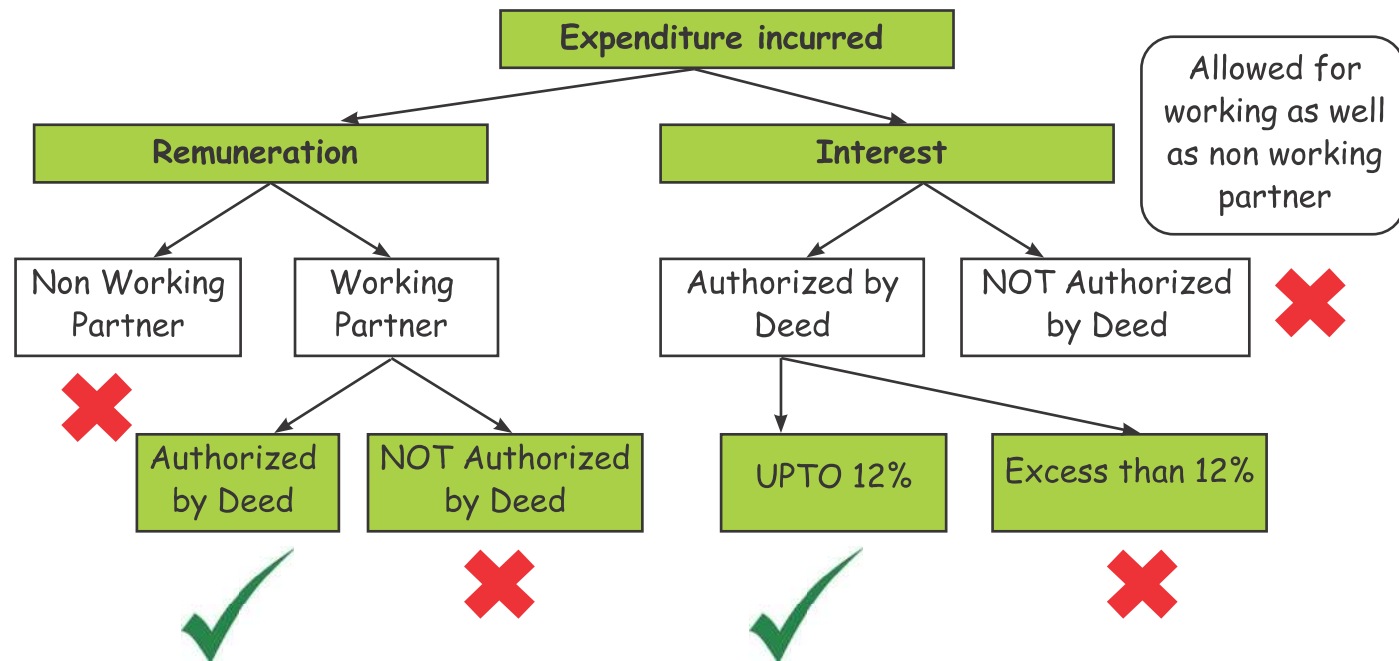 Expenditure incurred
Allowed for
working as well
as non working
partner
Remuneration
Interest
Non Working
Partner
Working
Partner
Authorized by
Deed
NOT Authorized
by Deed
Authorized
by Deed
NOT Authorized
by Deed
UPTO 12%
Excess than 12%